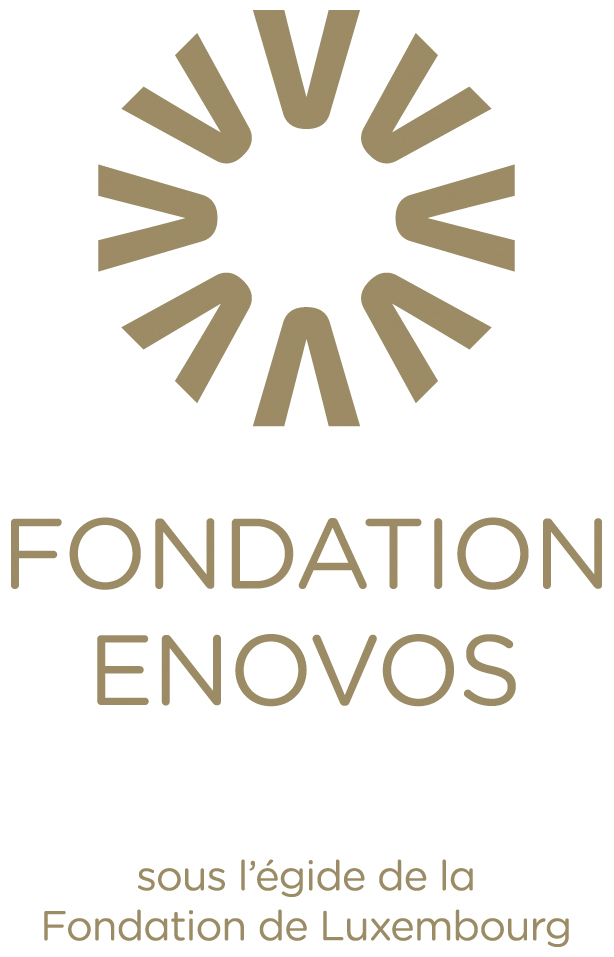 FONDATION
ENOVOS
sous l’égide de la
Fondation de Luxembourg